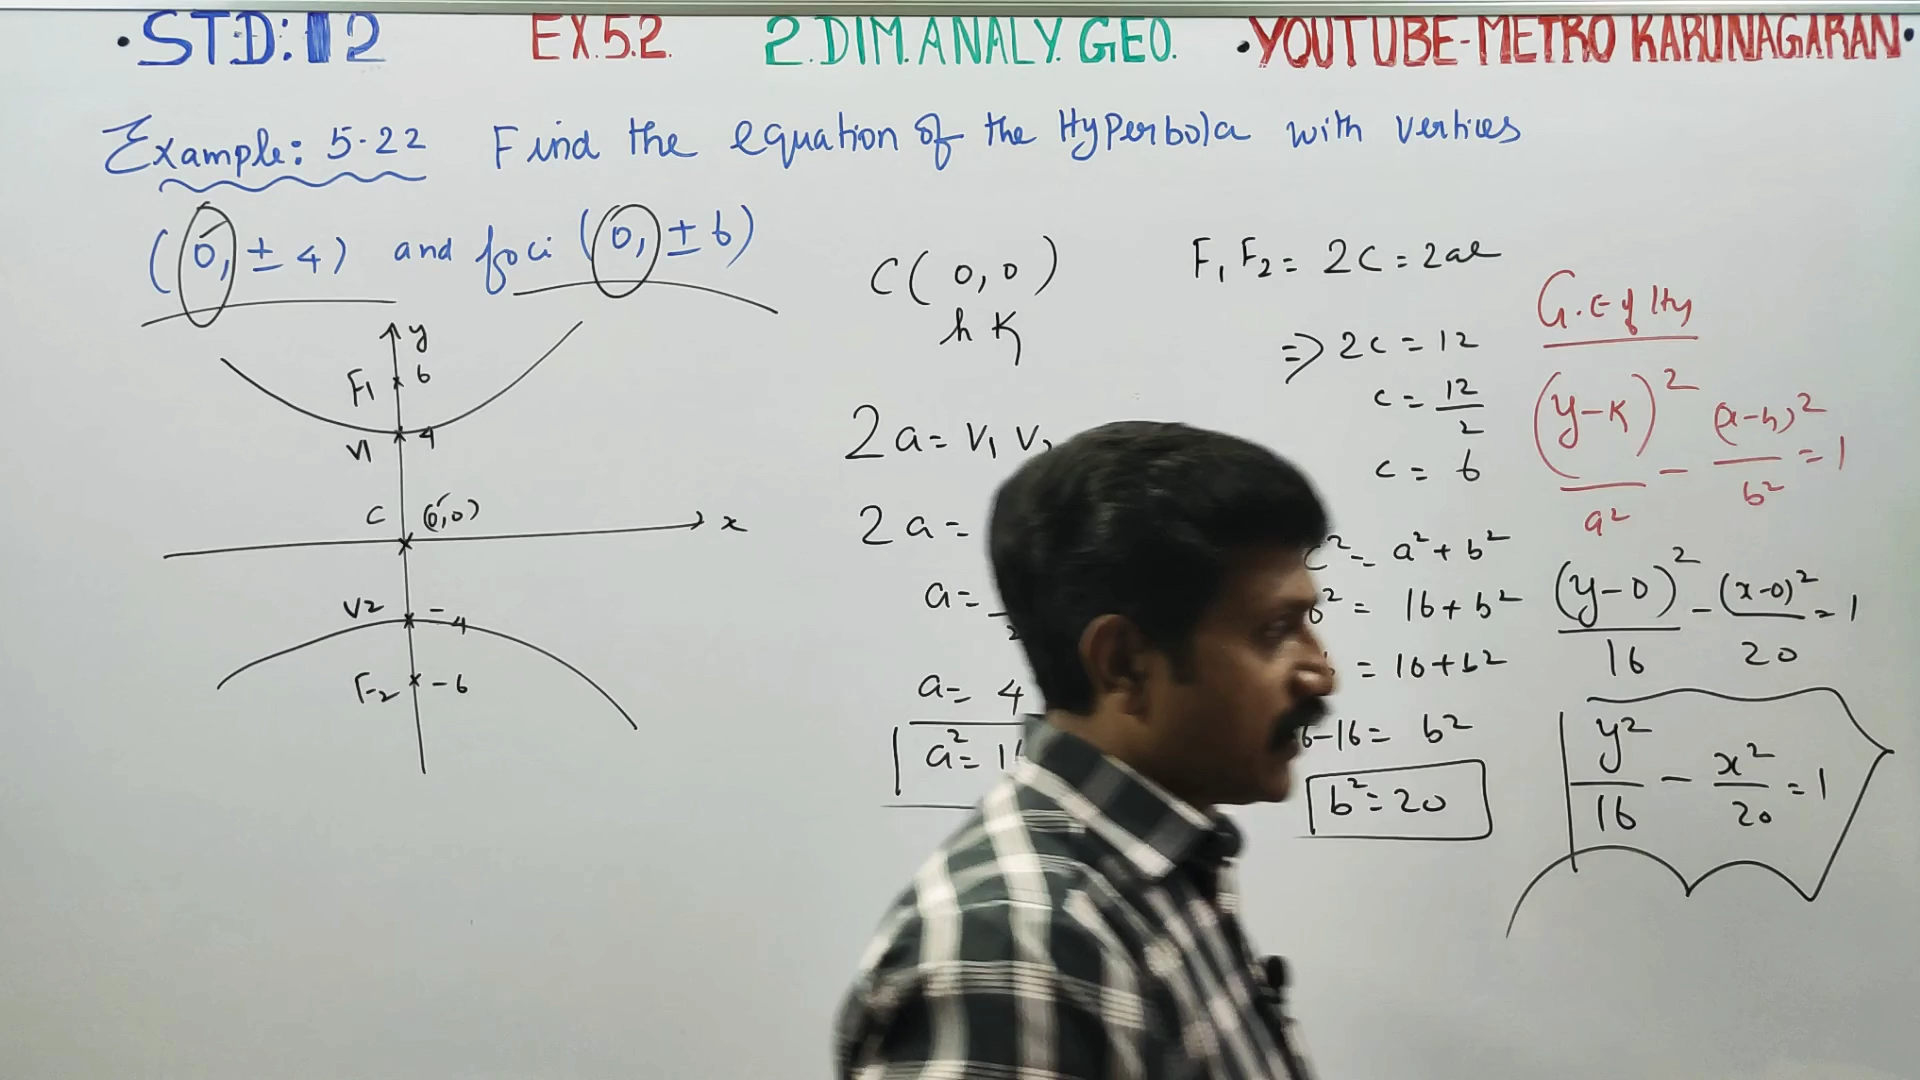 • STD: 12 EX.5.2. 2.DIM.ANALY.GEO. • YOUTUBE-METRO KARUNAGARAN •
Example: 5.22 Find the equation of the Hyperbola with vertices
(0, ± 4) and foci (0, ± 6)
y
F1 6
V1 4
C (0,0)
x
V2 -4
F2 -6
C(0,0)
h K
2a = V1 V2
2a =
a =
2
a = 4
a² = 16
F1 F2 = 2C = 2ae
⇒ 2c = 12
c = 12/2
c = 6
c² = a² + b²
6² = 16 + b²
= 16 + b²
6-16 = b²
b² = 20
G.E of Hy
(y-K)²/a² - (x-h)²/b² = 1
(y-0)²/16 - (x-0)²/20 = 1
y²/16 - x²/20 = 1